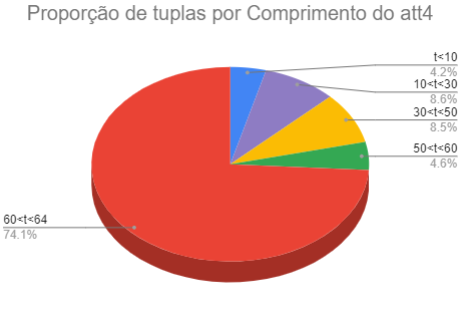 Proporção de tuplas por Comprimento do att4
t<10
4.2%
10<t<30
8.6%
30<t<50
8.5%
50<t<60
4.6%
60<t<64
74.1%